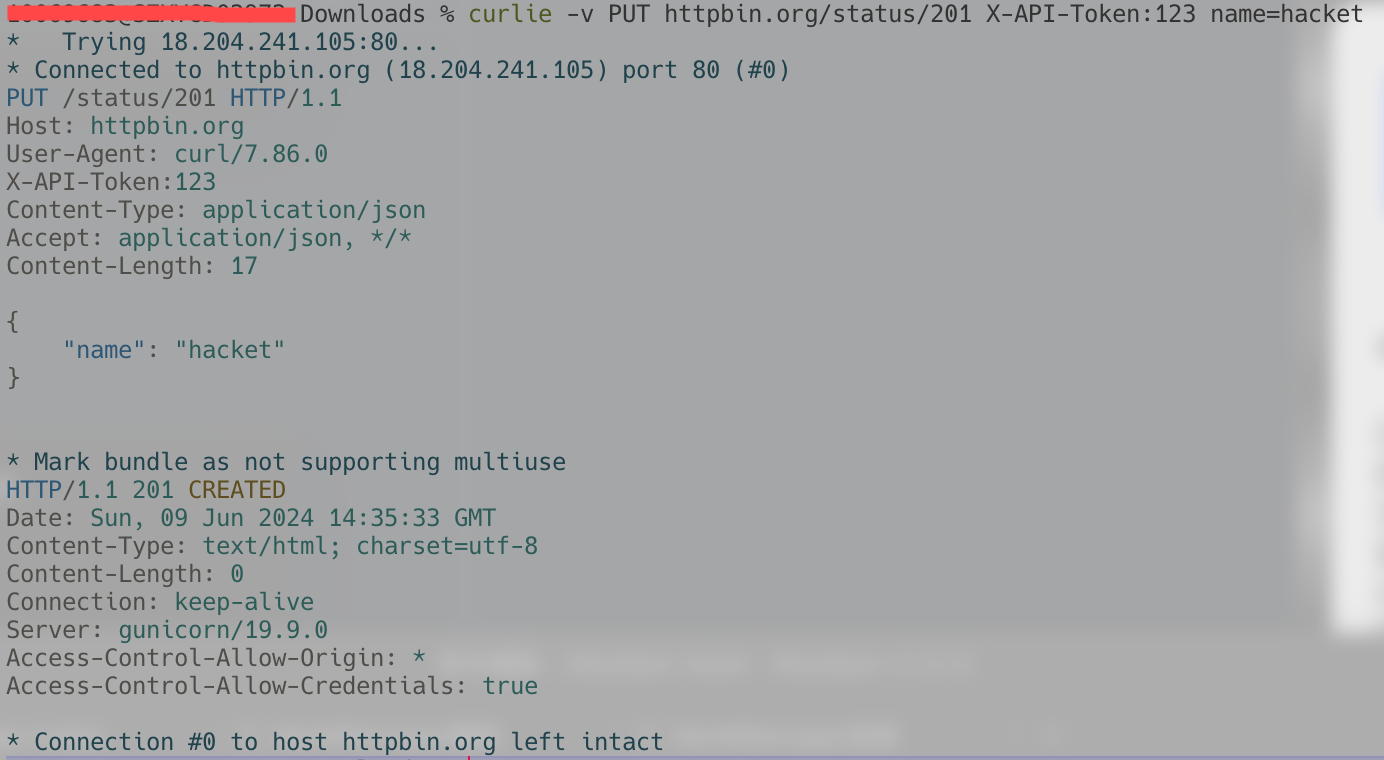 Downloads % curlie -v PUT httpbin.org/status/201 X-API-Token:123 name=hacket
*   Trying 18.204.241.105:80...
* Connected to httpbin.org (18.204.241.105) port 80 (#0)
PUT /status/201 HTTP/1.1
Host: httpbin.org
User-Agent: curl/7.86.0
X-API-Token:123
Content-Type: application/json
Accept: application/json, */*
Content-Length: 17
{
    "name": "hacket"
}
* Mark bundle as not supporting multiuse
HTTP/1.1 201 CREATED
Date: Sun, 09 Jun 2024 14:35:33 GMT
Content-Type: text/html; charset=utf-8
Content-Length: 0
Connection: keep-alive
Server: gunicorn/19.9.0
Access-Control-Allow-Origin: *
Access-Control-Allow-Credentials: true
* Connection #0 to host httpbin.org left intact